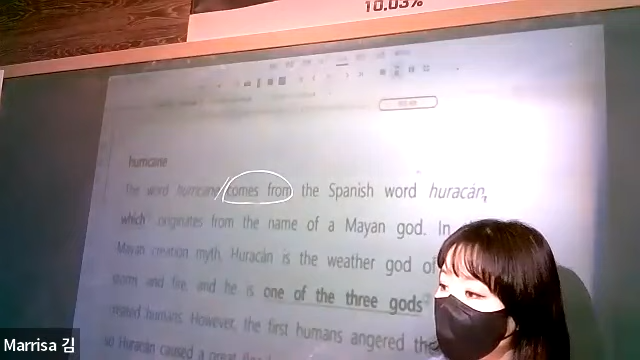 10.03%
hurricane
The word hurricane comes from the Spanish word huracán,
which originates from the name of a Mayan god. In
Mayan creation myth, Huracán is the weather god of
storm and fire, and he is one of the three gods
created humans. However, the first humans angered the
so Huracán caused a great
Marrisa 김